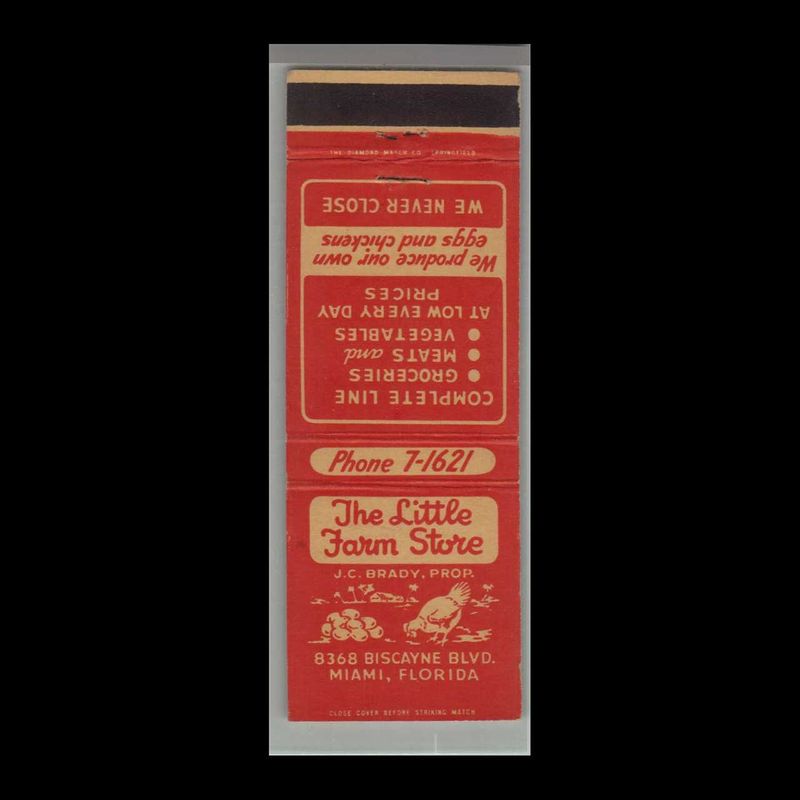 THE DIAMOND MATCH CO. SPRINGFIELD
COMPLETE LINE
● GROCERIES
● MEATS and
● VEGETABLES
AT LOW EVERY DAY
PRICES
We produce our own
eggs and chickens
WE NEVER CLOSE
Phone 7-1621
The Little
Farm Store
J.C. BRADY, PROP.
8368 BISCAYNE BLVD.
MIAMI, FLORIDA
CLOSE COVER BEFORE STRIKING MATCH